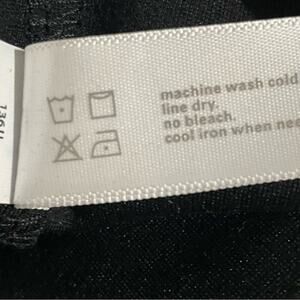 machine wash cold
line dry.
no bleach.
cool iron when